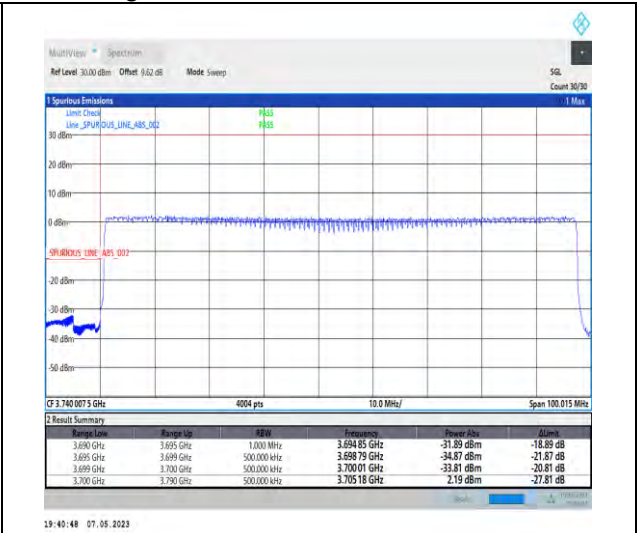 MultiView Spectrum
Ref Level 30.00 dBm Offset 9.62 dB Mode Sweep SGL
Count 30/30
1 Spurious Emissions 1 Max
Limit Check PASS
Line _SPURIOUS_LINE_ABS_002 PASS
30 dBm
20 dBm
10 dBm
0 dBm
_SPURIOUS_LINE_ABS_002
-20 dBm
-30 dBm
-40 dBm
-50 dBm
CF 3.740 007 5 GHz 4004 pts 10.0 MHz/ Span 100.015 MHz
2 Result Summary
Range Low Range Up RBW Frequency Power Abs ΔLimit
3.690 GHz 3.695 GHz 1.000 MHz 3.694 85 GHz -31.89 dBm -18.89 dB
3.695 GHz 3.699 GHz 500.000 kHz 3.698 79 GHz -34.87 dBm -21.87 dB
3.699 GHz 3.700 GHz 500.000 kHz 3.700 01 GHz -33.81 dBm -20.81 dB
3.700 GHz 3.790 GHz 500.000 kHz 3.705 18 GHz 2.19 dBm -27.81 dB
19:40:48 07.05.2023